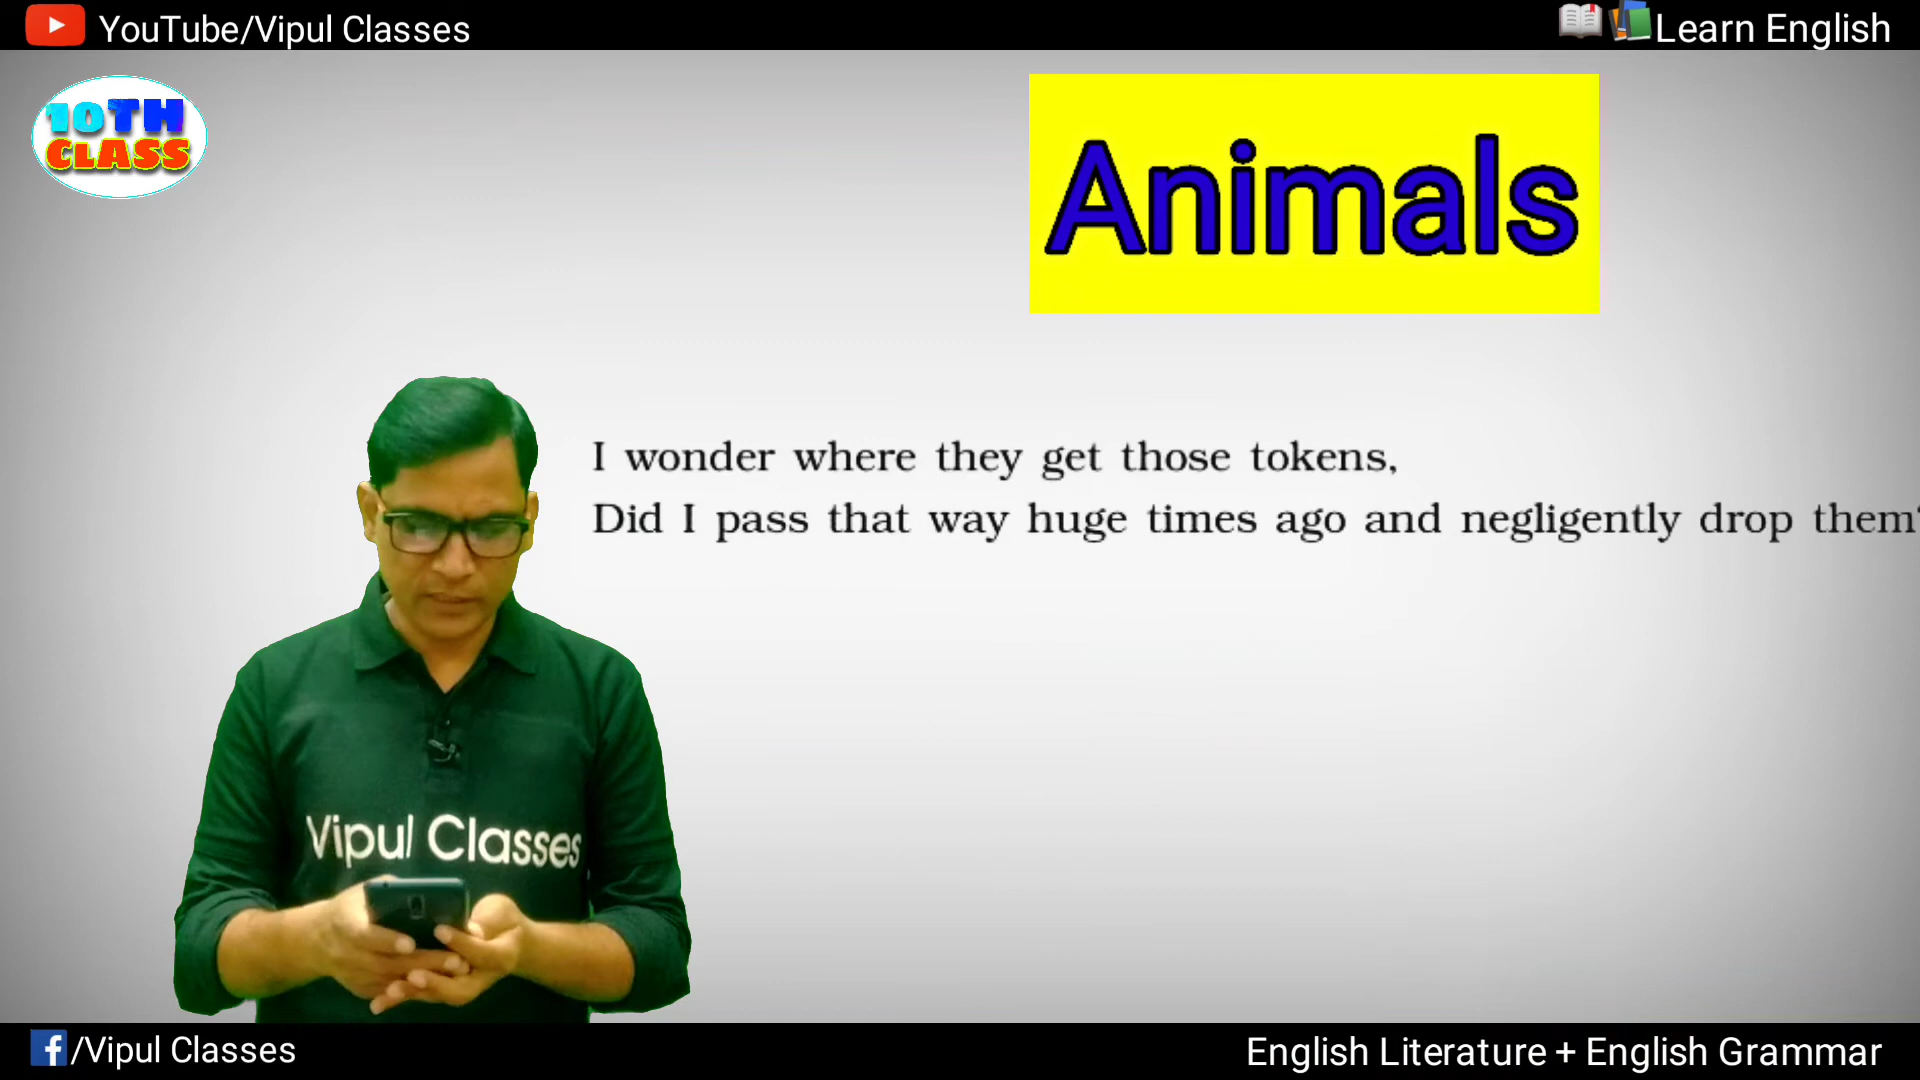 YouTube/Vipul Classes
Learn English
10TH
CLASS
Animals
I wonder where they get those tokens,
Did I pass that way huge times ago and negligently drop them?
Vipul Classes
/Vipul Classes
English Literature + English Grammar